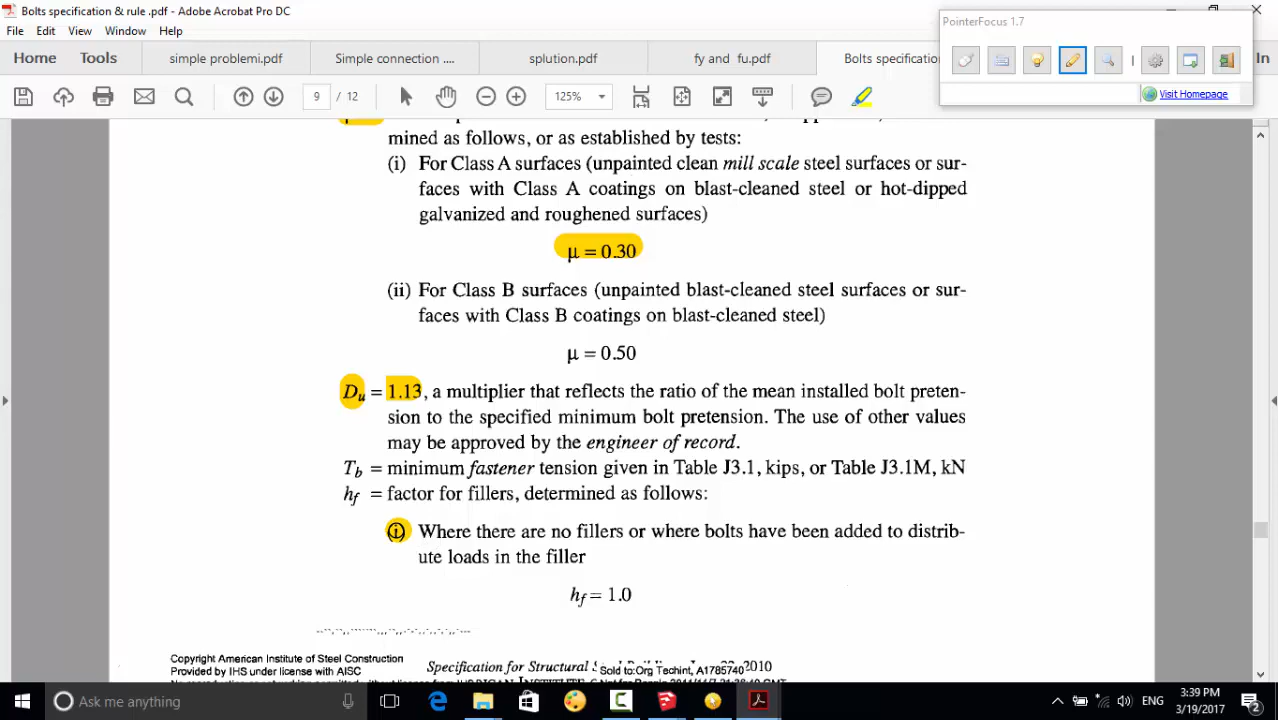 Bolts specification & rule .pdf - Adobe Acrobat Pro DC
PointerFocus 1.7
File Edit View Window Help
Home Tools simple problemi.pdf Simple connection .... splution.pdf fy and fu.pdf Bolts specificatio In
9 / 12 125%
Visit Homepage
mined as follows, or as established by tests:
(i) For Class A surfaces (unpainted clean mill scale steel surfaces or sur-
faces with Class A coatings on blast-cleaned steel or hot-dipped
galvanized and roughened surfaces)
μ = 0.30
(ii) For Class B surfaces (unpainted blast-cleaned steel surfaces or sur-
faces with Class B coatings on blast-cleaned steel)
μ = 0.50
Du = 1.13, a multiplier that reflects the ratio of the mean installed bolt preten-
sion to the specified minimum bolt pretension. The use of other values
may be approved by the engineer of record.
Tb = minimum fastener tension given in Table J3.1, kips, or Table J3.1M, kN
hf = factor for fillers, determined as follows:
(i) Where there are no fillers or where bolts have been added to distrib-
ute loads in the filler
hf = 1.0
Copyright American Institute of Steel Construction
Provided by IHS under license with AISC
Specification for Structural
Sold to:Org Techint, A1785740
2010
Ask me anything
ENG
3:39 PM
3/19/2017
2